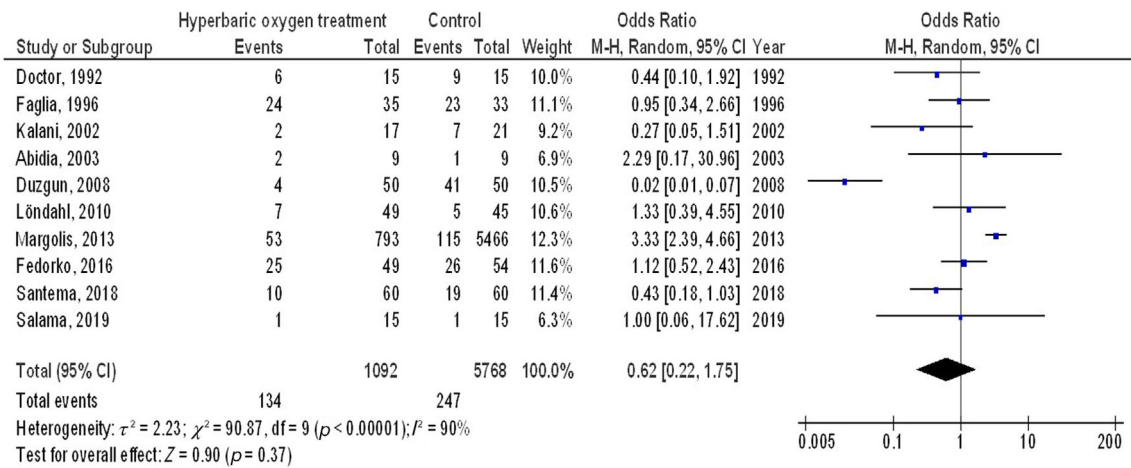 Hyperbaric oxygen treatment Control Odds Ratio Odds Ratio
Study or Subgroup Events Total Events Total Weight M-H, Random, 95% CI Year M-H, Random, 95% CI
Doctor, 1992 6 15 9 15 10.0% 0.44 [0.10, 1.92] 1992
Faglia, 1996 24 35 23 33 11.1% 0.95 [0.34, 2.66] 1996
Kalani, 2002 2 17 7 21 9.2% 0.27 [0.05, 1.51] 2002
Abidia, 2003 2 9 1 9 6.9% 2.29 [0.17, 30.96] 2003
Duzgun, 2008 4 50 41 50 10.5% 0.02 [0.01, 0.07] 2008
Löndahl, 2010 7 49 5 45 10.6% 1.33 [0.39, 4.55] 2010
Margolis, 2013 53 793 115 5466 12.3% 3.33 [2.39, 4.66] 2013
Fedorko, 2016 25 49 26 54 11.6% 1.12 [0.52, 2.43] 2016
Santema, 2018 10 60 19 60 11.4% 0.43 [0.18, 1.03] 2018
Salama, 2019 1 15 1 15 6.3% 1.00 [0.06, 17.62] 2019
Total (95% CI) 1092 5768 100.0% 0.62 [0.22, 1.75]
Total events 134 247
Heterogeneity: τ² = 2.23; χ² = 90.87, df = 9 (p < 0.00001); I² = 90%
Test for overall effect: Z = 0.90 (p = 0.37)
0.005 0.1 1 10 200